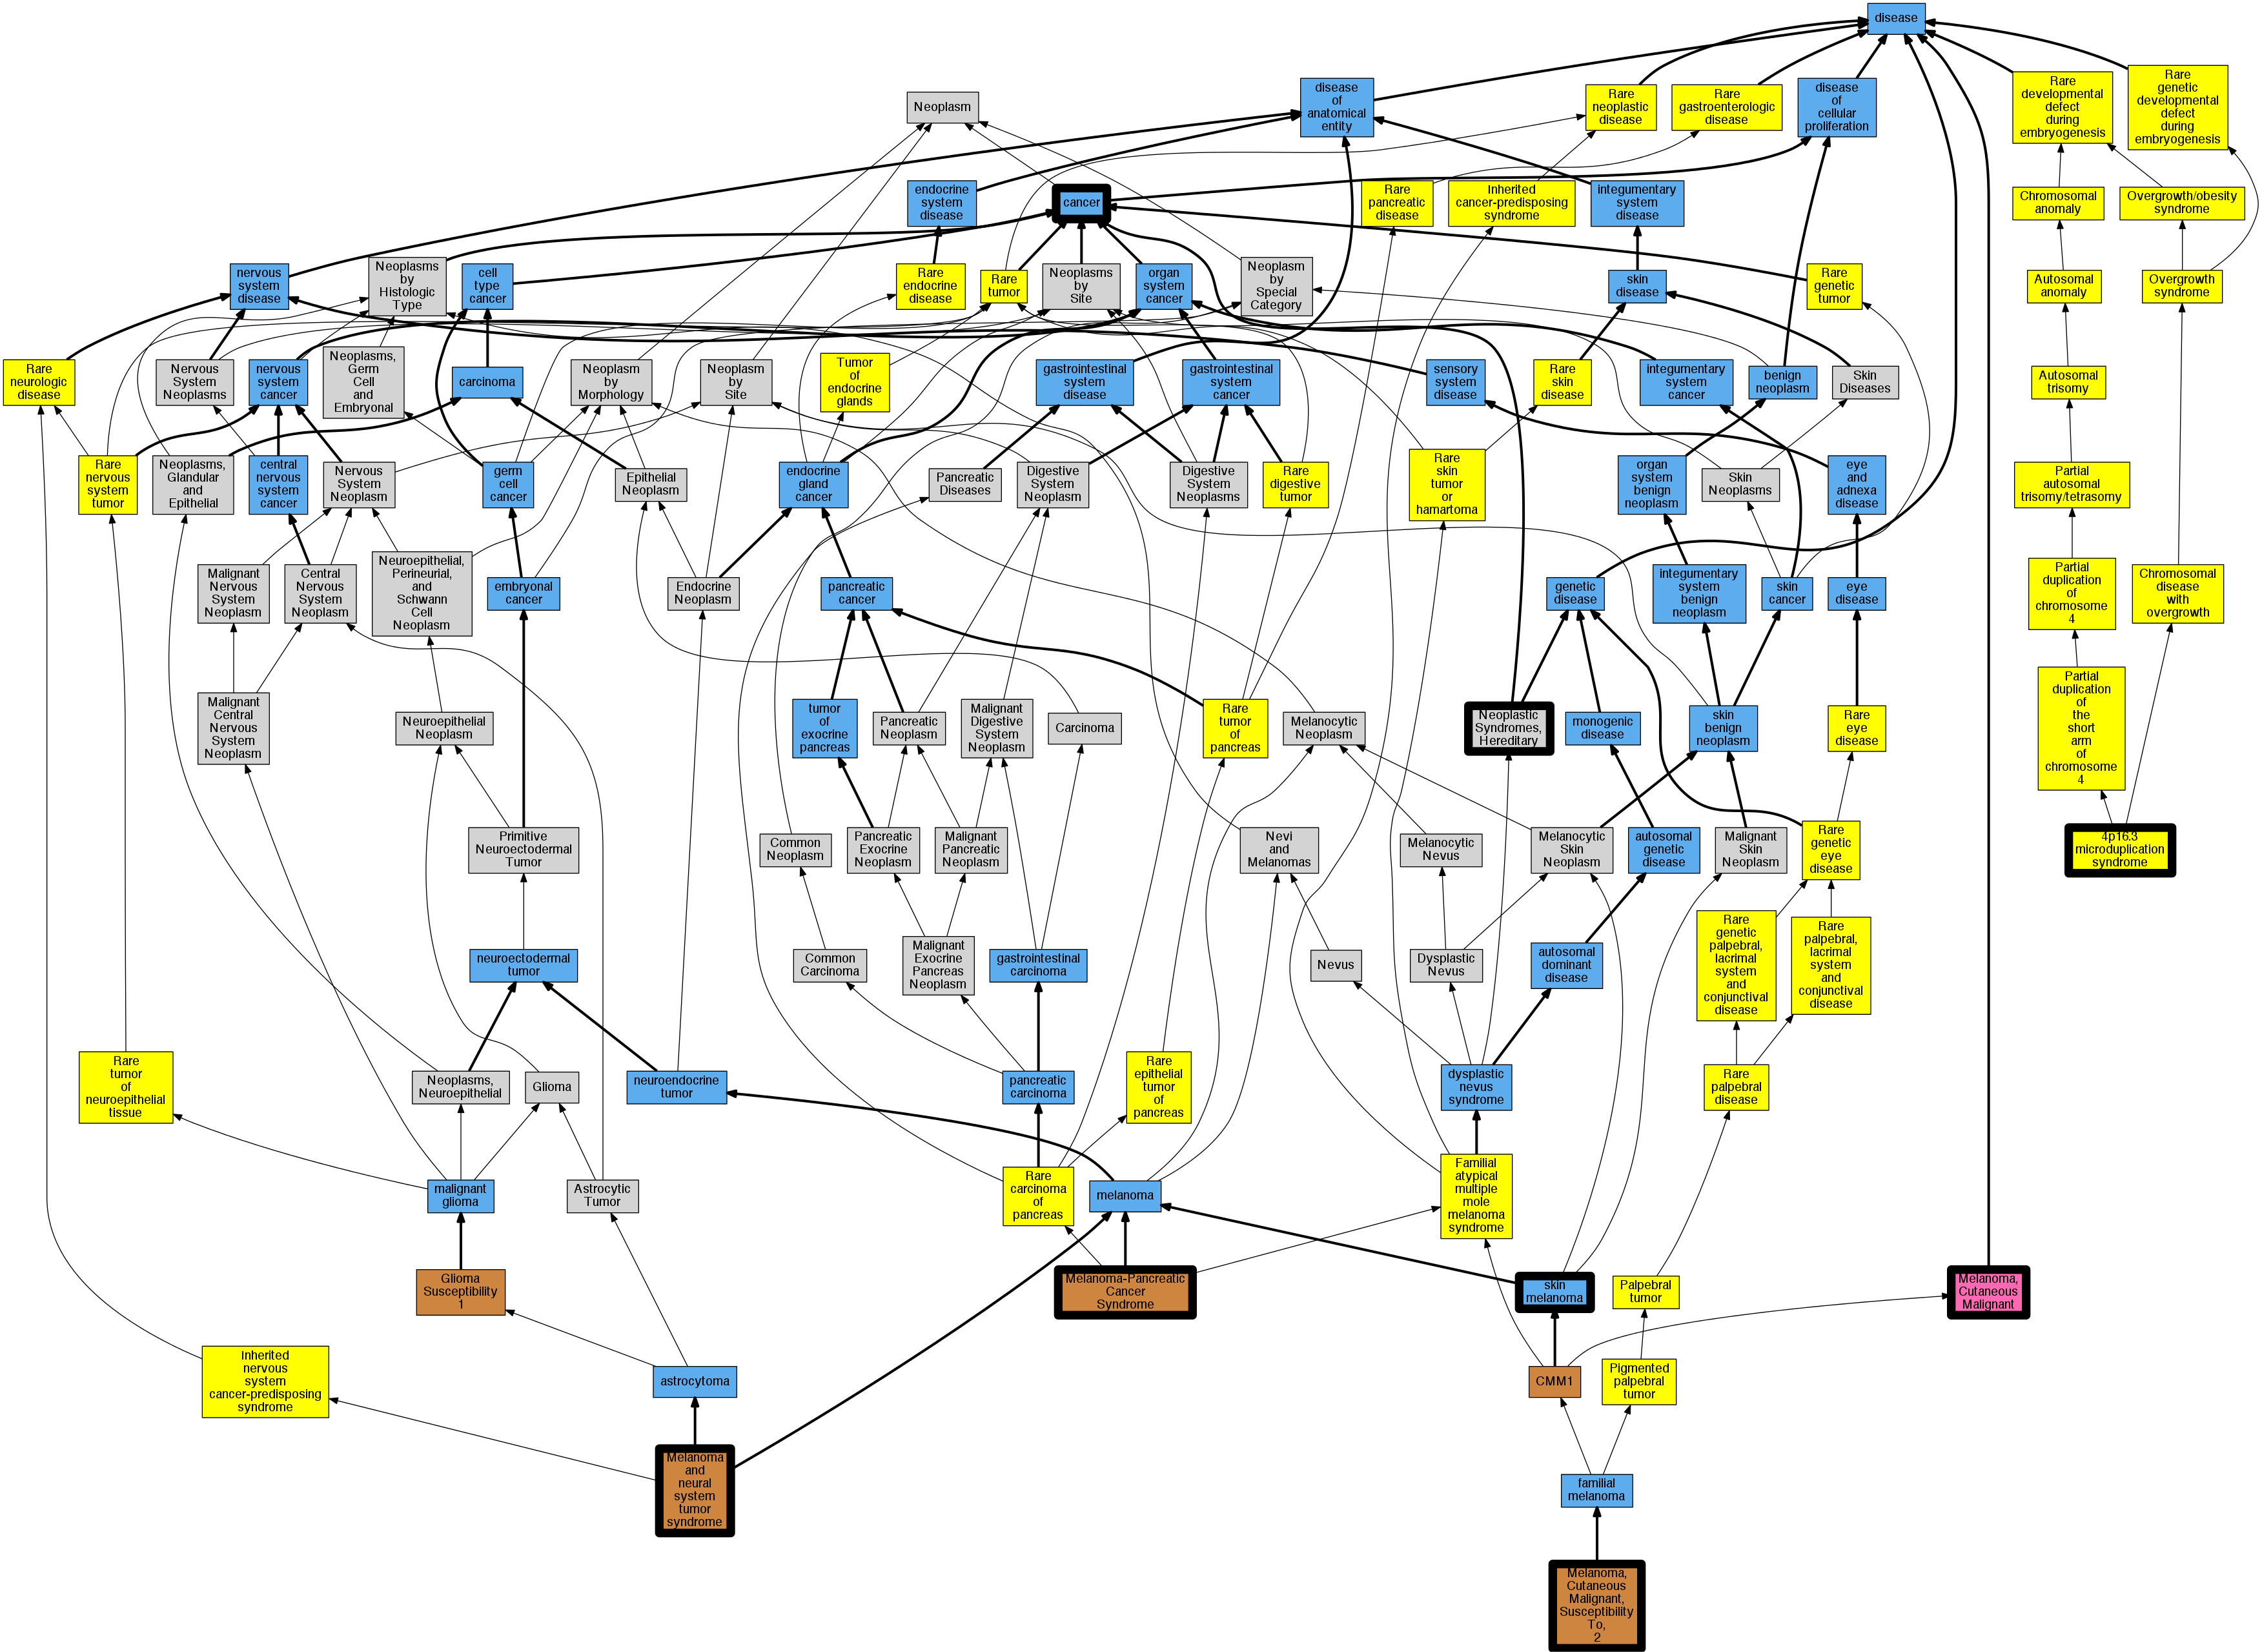 disease
Neoplasm
disease
of
anatomical
entity
Rare
neoplastic
disease
Rare
gastroenterologic
disease
disease
of
cellular
proliferation
Rare
developmental
defect
during
embryogenesis
Rare
genetic
developmental
defect
during
embryogenesis
endocrine
system
disease
cancer
Rare
pancreatic
disease
Inherited
cancer-predisposing
syndrome
integumentary
system
disease
Chromosomal
anomaly
Overgrowth/obesity
syndrome
nervous
system
disease
Neoplasms
by
Histologic
Type
cell
type
cancer
Rare
endocrine
disease
Rare
tumor
Neoplasms
by
Site
organ
system
cancer
Neoplasm
by
Special
Category
skin
disease
Rare
genetic
tumor
Autosomal
anomaly
Overgrowth
syndrome
Rare
neurologic
disease
Nervous
System
Neoplasms
nervous
system
cancer
Neoplasms,
Germ
Cell
and
Embryonal
carcinoma
Neoplasm
by
Morphology
Neoplasm
by
Site
Tumor
of
endocrine
glands
gastrointestinal
system
disease
gastrointestinal
system
cancer
sensory
system
disease
Rare
skin
disease
integumentary
system
cancer
benign
neoplasm
Skin
Diseases
Autosomal
trisomy
Rare
nervous
system
tumor
Neoplasms,
Glandular
and
Epithelial
central
nervous
system
cancer
Nervous
System
Neoplasm
germ
cell
cancer
Epithelial
Neoplasm
endocrine
gland
cancer
Pancreatic
Diseases
Digestive
System
Neoplasm
Digestive
System
Neoplasms
Rare
digestive
tumor
Rare
skin
tumor
or
hamartoma
organ
system
benign
neoplasm
Skin
Neoplasms
eye
and
adnexa
disease
Partial
autosomal
trisomy/tetrasomy
Malignant
Nervous
System
Neoplasm
Central
Nervous
System
Neoplasm
Neuroepithelial,
Perineurial,
and
Schwann
Cell
Neoplasm
embryonal
cancer
Endocrine
Neoplasm
pancreatic
cancer
genetic
disease
integumentary
system
benign
neoplasm
skin
cancer
eye
disease
Partial
duplication
of
chromosome
4
Chromosomal
disease
with
overgrowth
Malignant
Central
Nervous
System
Neoplasm
Neuroepithelial
Neoplasm
tumor
of
exocrine
pancreas
Pancreatic
Neoplasm
Malignant
Digestive
System
Neoplasm
Carcinoma
Rare
tumor
of
pancreas
Melanocytic
Neoplasm
Neoplastic
Syndromes,
Hereditary
monogenic
disease
skin
benign
neoplasm
Rare
eye
disease
Partial
duplication
of
the
short
arm
of
chromosome
4
Primitive
Neuroectodermal
Tumor
Common
Neoplasm
Pancreatic
Exocrine
Neoplasm
Malignant
Pancreatic
Neoplasm
Nevi
and
Melanomas
Melanocytic
Nevus
Melanocytic
Skin
Neoplasm
autosomal
genetic
disease
Malignant
Skin
Neoplasm
Rare
genetic
eye
disease
4p16.3
microduplication
syndrome
neuroectodermal
tumor
Common
Carcinoma
Malignant
Exocrine
Pancreas
Neoplasm
gastrointestinal
carcinoma
Nevus
Dysplastic
Nevus
autosomal
dominant
disease
Rare
genetic
palpebral,
lacrimal
system
and
conjunctival
disease
Rare
palpebral,
lacrimal
system
and
conjunctival
disease
Rare
tumor
of
neuroepithelial
tissue
Neoplasms,
Neuroepithelial
Glioma
neuroendocrine
tumor
pancreatic
carcinoma
Rare
epithelial
tumor
of
pancreas
dysplastic
nevus
syndrome
Rare
palpebral
disease
malignant
glioma
Astrocytic
Tumor
Rare
carcinoma
of
pancreas
melanoma
Familial
atypical
multiple
mole
melanoma
syndrome
Glioma
Susceptibility
1
Melanoma-Pancreatic
Cancer
Syndrome
skin
melanoma
Palpebral
tumor
Melanoma,
Cutaneous
Malignant
Inherited
nervous
system
cancer-predisposing
syndrome
astrocytoma
CMM1
Pigmented
palpebral
tumor
Melanoma
and
neural
system
tumor
syndrome
familial
melanoma
Melanoma,
Cutaneous
Malignant,
Susceptibility
To,
2